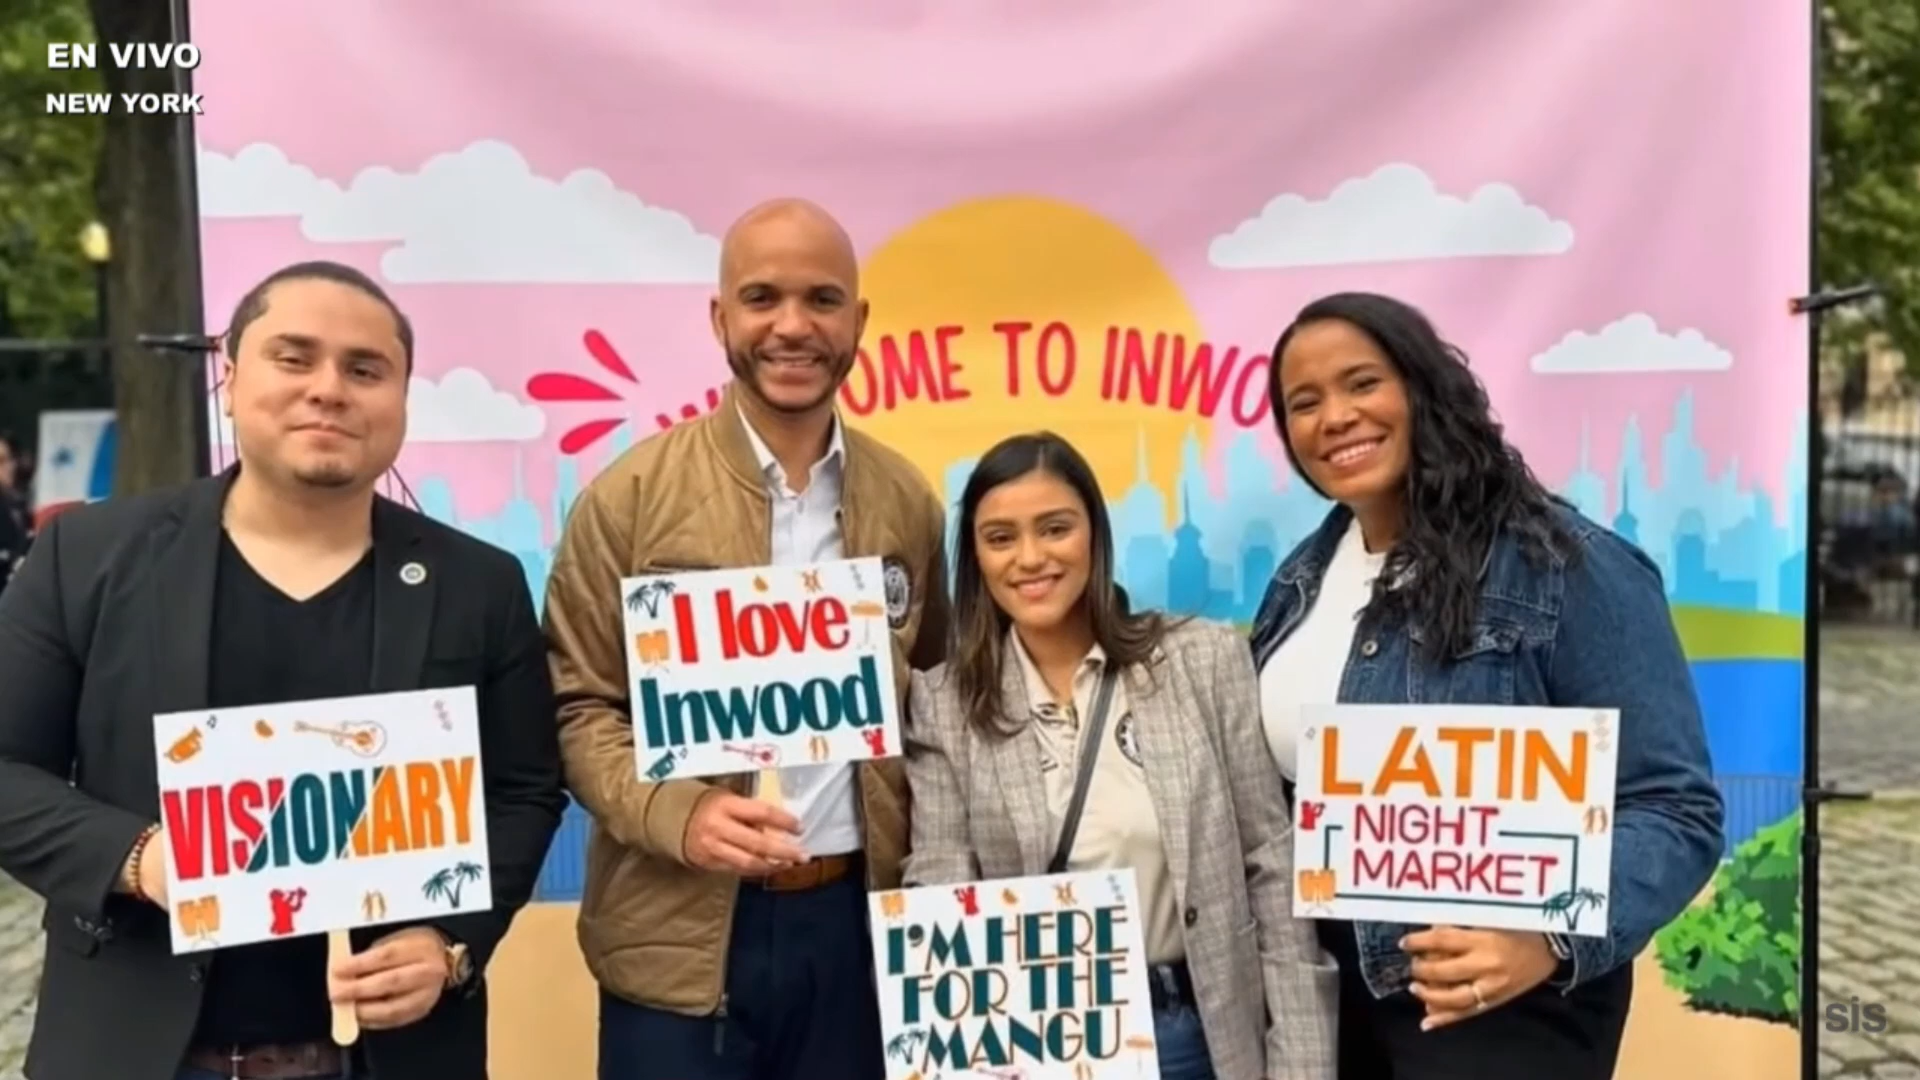 EN VIVO
NEW YORK
OME TO INWO
I love
Inwood
VISIONARY
LATIN
NIGHT
MARKET
I'M HERE
FOR THE
MANGU
sis